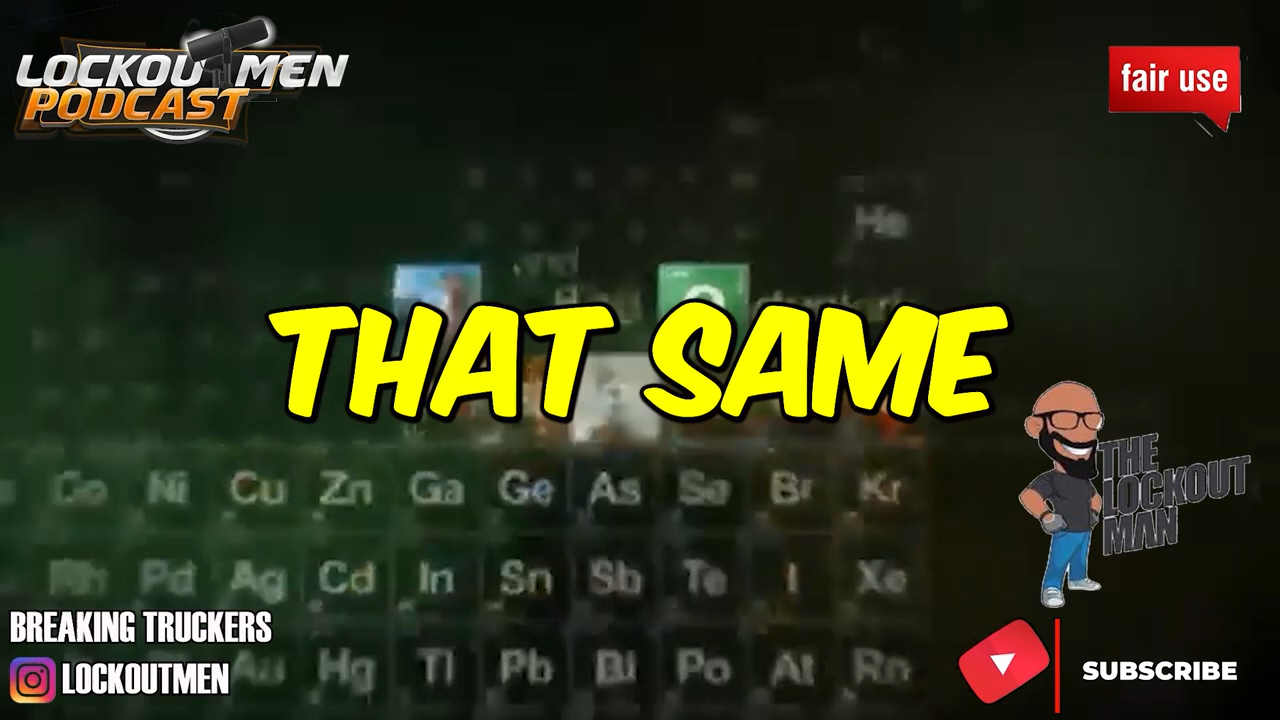 LOCKOUTMEN
PODCAST
fair use
He
THAT SAME
Co Ni Cu Zn Ga Ge As Se Br Kr
THE
LOCKOUT
MAN
Rh Pd Ag Cd In Sn Sb Te I Xe
BREAKING TRUCKERS
Au Hg Tl Pb Bi Po At Rn
LOCKOUTMEN
SUBSCRIBE